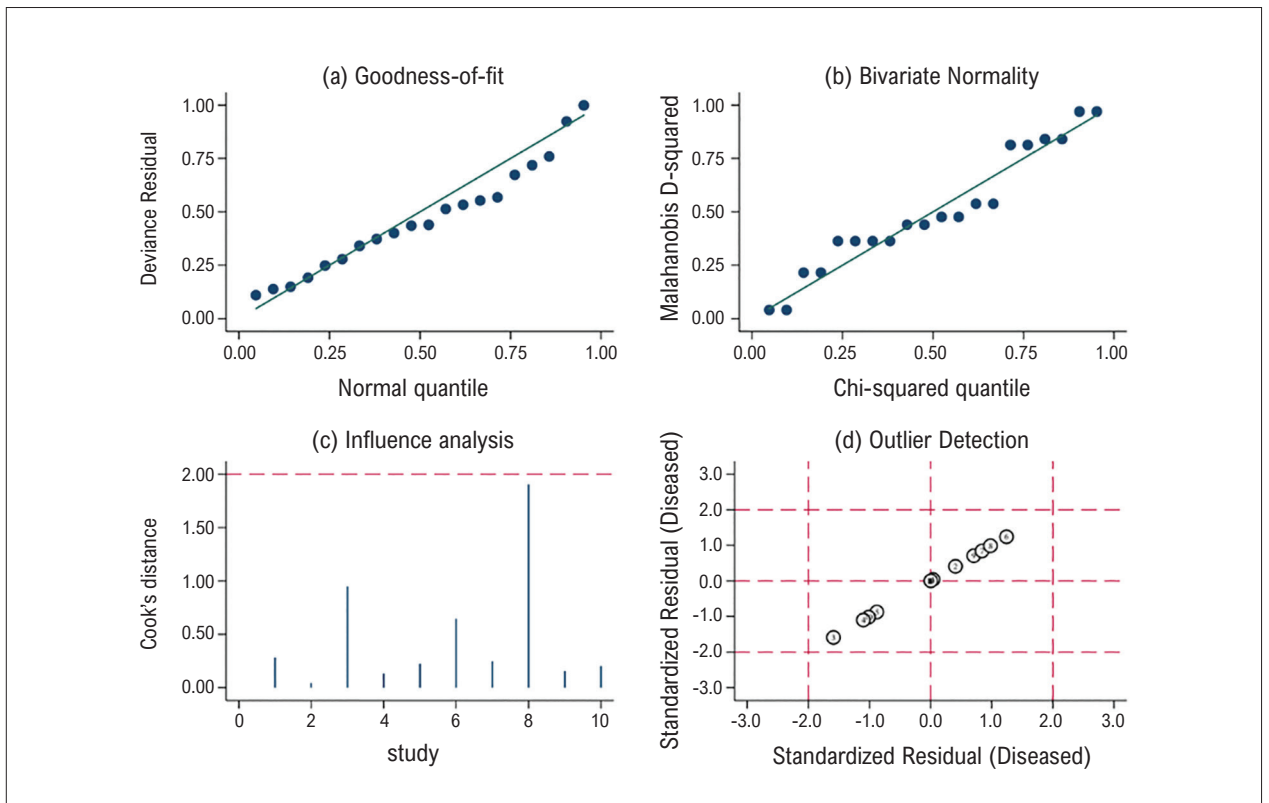 (a) Goodness-of-fit
Deviance Residual
1.00
0.75
0.50
0.25
0.00
0.00 0.25 0.50 0.75 1.00
Normal quantile
(b) Bivariate Normality
Malahanobis D-squared
1.00
0.75
0.50
0.25
0.00
0.00 0.25 0.50 0.75 1.00
Chi-squared quantile
(c) Influence analysis
Cook's distance
2.00
1.50
1.00
0.50
0.00
0 2 4 6 8 10
study
(d) Outlier Detection
Standardized Residual (Diseased)
3.0
2.0
1.0
0.0
-1.0
-2.0
-3.0
-3.0 -2.0 -1.0 0.0 1.0 2.0 3.0
Standardized Residual (Diseased)